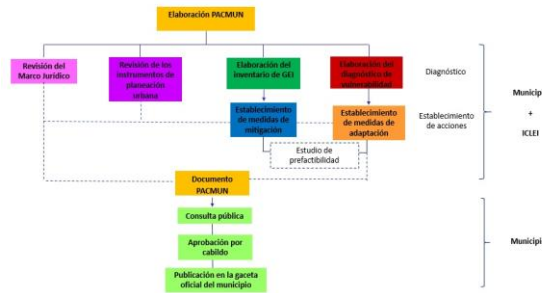 Elaboración PACMUN
Revisión del
Marco Jurídico
Revisión de los
instrumentos de
planeación
urbana
Elaboración del
inventario de GEI
Elaboración del
diagnóstico de
vulnerabilidad
Diagnóstico
Establecimiento
de medidas de
mitigación
Establecimiento
de medidas de
adaptación
Establecimiento
de acciones
Municip
+
ICLEI
Estudio de
prefactibilidad
Documento
PACMUN
Consulta pública
Aprobación por
cabildo
Publicación en la gaceta
oficial del municipio
Municipi